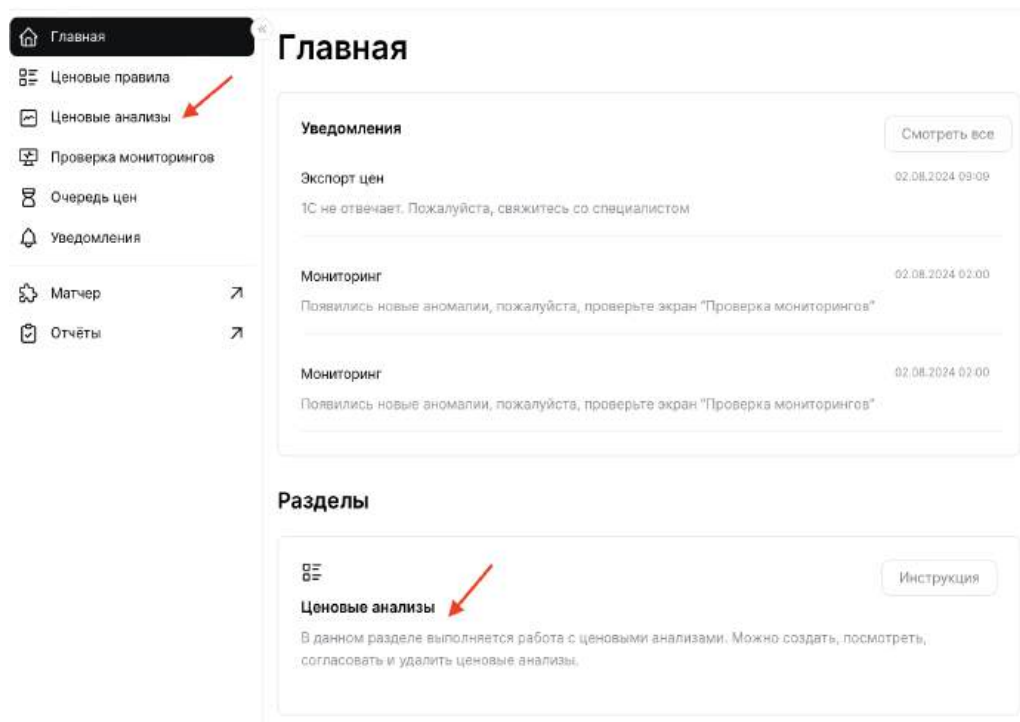 Главная
Ценовые правила
Ценовые анализы
Проверка мониторингов
Очередь цен
Уведомления
Матчер
Отчёты
Главная
Уведомления
Смотреть все
Экспорт цен
02.08.2024 09:09
1С не отвечает. Пожалуйста, свяжитесь со специалистом
Мониторинг
02.08.2024 02:00
Появились новые аномалии, пожалуйста, проверьте экран "Проверка мониторингов"
Мониторинг
02.08.2024 02:00
Появились новые аномалии, пожалуйста, проверьте экран "Проверка мониторингов"
Разделы
Инструкция
Ценовые анализы
В данном разделе выполняется работа с ценовыми анализами. Можно создать, посмотреть,
согласовать и удалить ценовые анализы.